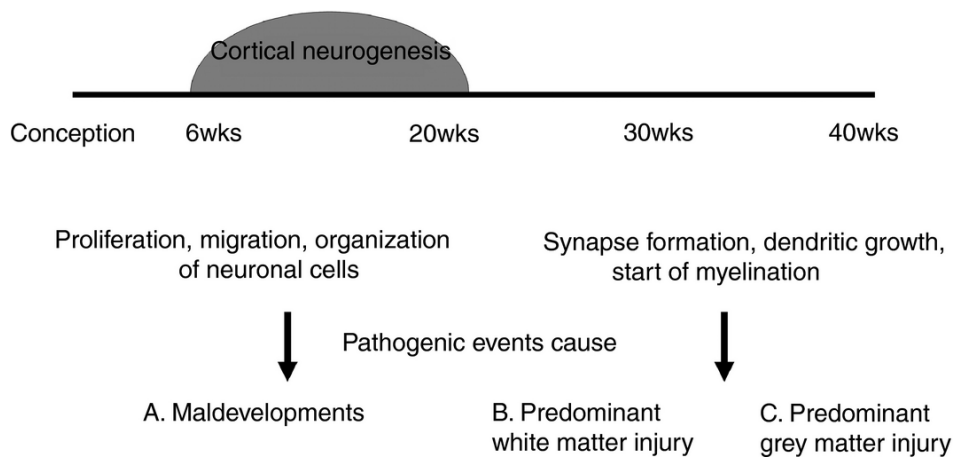 Cortical neurogenesis
Conception 6wks 20wks 30wks 40wks
Proliferation, migration, organization
of neuronal cells
Synapse formation, dendritic growth,
start of myelination
Pathogenic events cause
A. Maldevelopments
B. Predominant
white matter injury
C. Predominant
grey matter injury